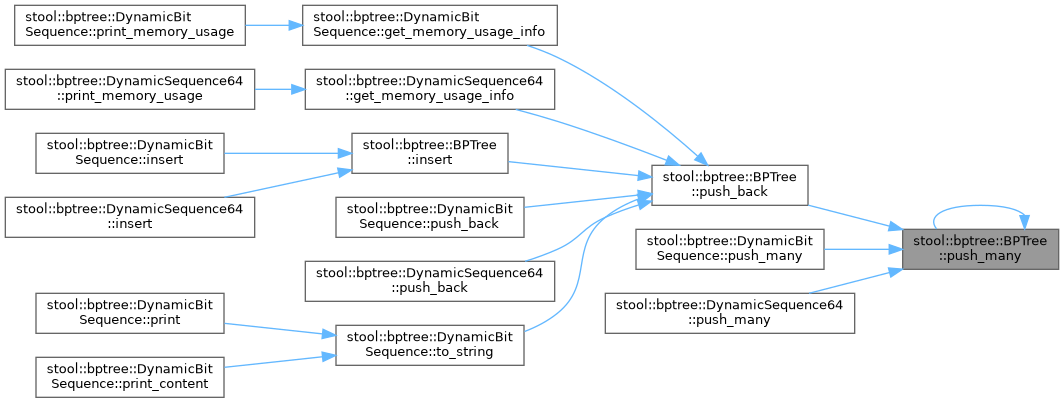 stool::bptree::DynamicBit
Sequence::print_memory_usage
stool::bptree::DynamicBit
Sequence::get_memory_usage_info
stool::bptree::DynamicSequence64
::print_memory_usage
stool::bptree::DynamicSequence64
::get_memory_usage_info
stool::bptree::DynamicBit
Sequence::insert
stool::bptree::BPTree
::insert
stool::bptree::DynamicSequence64
::insert
stool::bptree::DynamicBit
Sequence::push_back
stool::bptree::BPTree
::push_back
stool::bptree::DynamicSequence64
::push_back
stool::bptree::DynamicBit
Sequence::push_many
stool::bptree::BPTree
::push_many
stool::bptree::DynamicSequence64
::push_many
stool::bptree::DynamicBit
Sequence::print
stool::bptree::DynamicBit
Sequence::to_string
stool::bptree::DynamicBit
Sequence::print_content